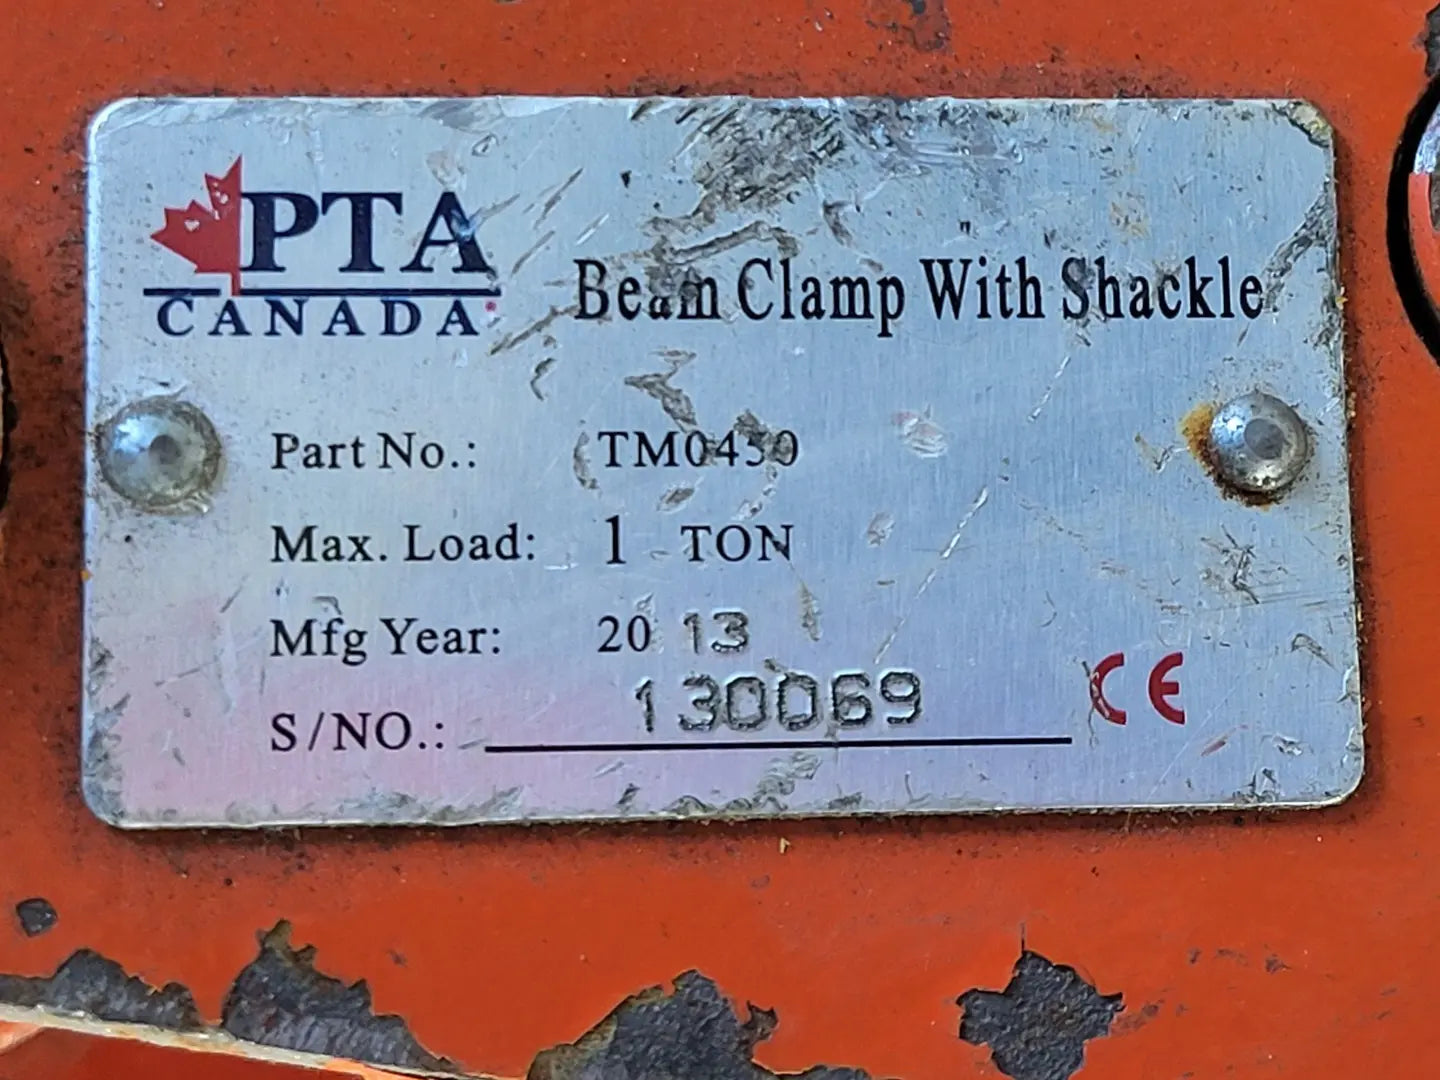 PTA
CANADA
Beam Clamp With Shackle
Part No.: TM0450
Max. Load: 1 TON
Mfg Year: 20 13
S/NO.: 130069
CE